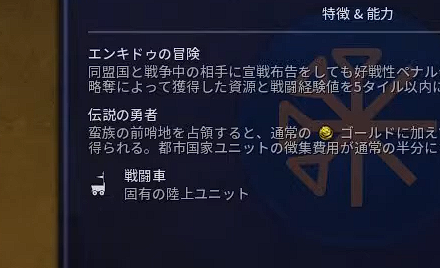 特徴 & 能力
エンキドゥの冒険
同盟国と戦争中の相手に宣戦布告をしても好戦性ペナル
略奪によって獲得した資源と戦闘経験値を5タイル以内に
伝説の勇者
蛮族の前哨地を占領すると、通常の ゴールドに加え
得られる。都市国家ユニットの徴集費用が通常の半分に
戦闘車
固有の陸上ユニット